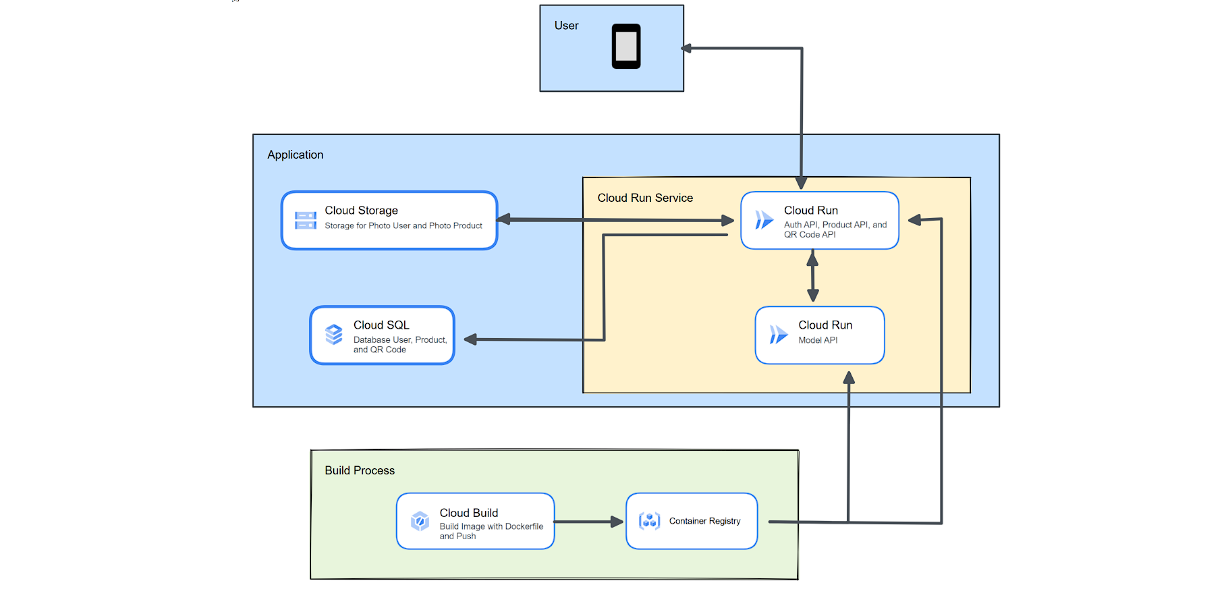 User
Application
Cloud Storage
Storage for Photo User and Photo Product
Cloud Run Service
Cloud Run
Auth API, Product API, and
QR Code API
Cloud SQL
Database User, Product,
and QR Code
Cloud Run
Model API
Build Process
Cloud Build
Build Image with Dockerfile
and Push
Container Registry